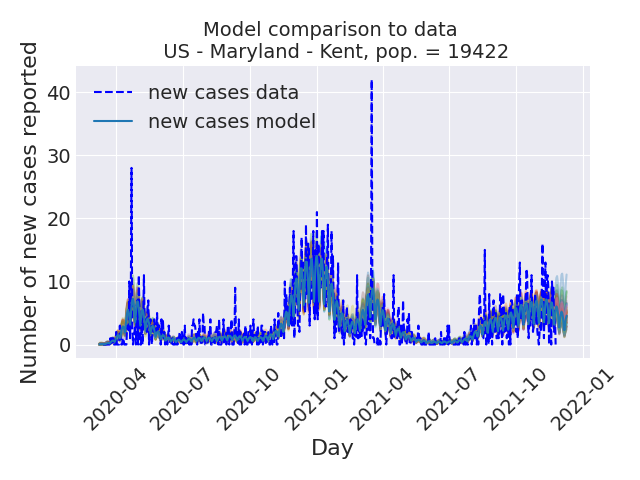 Model comparison to data
US - Maryland - Kent, pop. = 19422
Number of new cases reported
40
30
20
10
0
new cases data
new cases model
2020-04
2020-07
2020-10
2021-01
2021-04
2021-07
2021-10
2022-01
Day